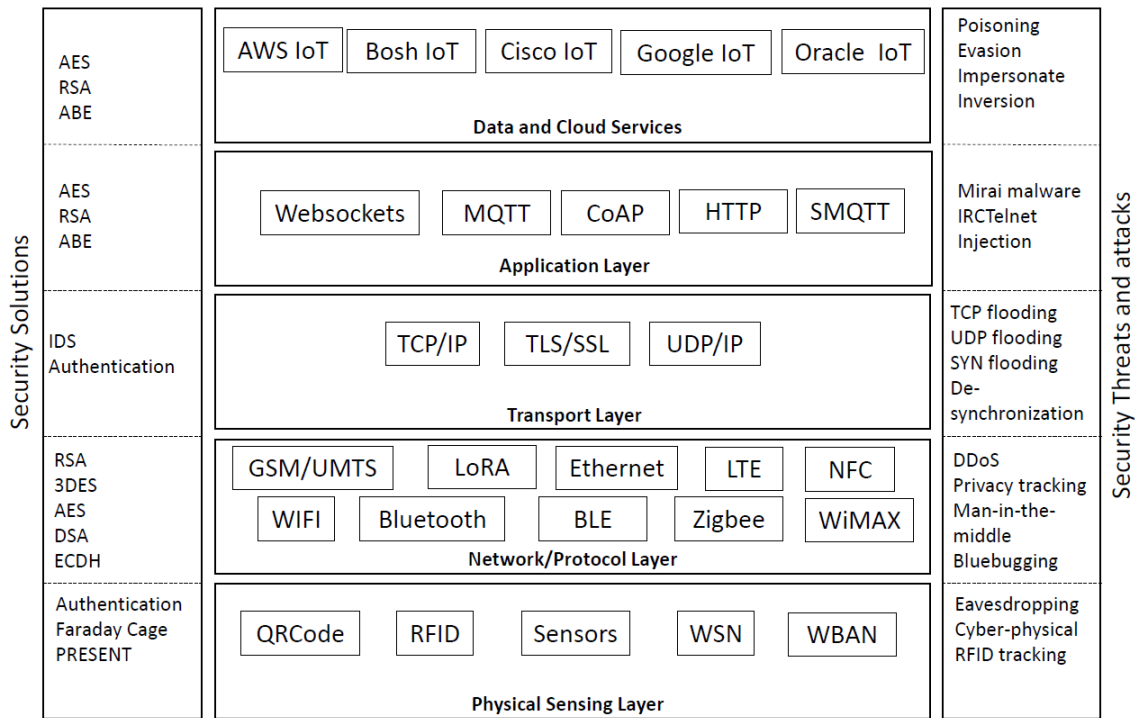 Security Solutions
AES
RSA
ABE
AWS IoT
Bosh IoT
Cisco IoT
Google IoT
Oracle IoT
Data and Cloud Services
Poisoning
Evasion
Impersonate
Inversion
AES
RSA
ABE
Websockets
MQTT
CoAP
HTTP
SMQTT
Application Layer
Mirai malware
IRCTelnet
Injection
IDS
Authentication
TCP/IP
TLS/SSL
UDP/IP
Transport Layer
TCP flooding
UDP flooding
SYN flooding
De-
synchronization
RSA
3DES
AES
DSA
ECDH
GSM/UMTS
LoRA
Ethernet
LTE
NFC
WIFI
Bluetooth
BLE
Zigbee
WiMAX
Network/Protocol Layer
DDoS
Privacy tracking
Man-in-the-
middle
Bluebugging
Authentication
Faraday Cage
PRESENT
QRCode
RFID
Sensors
WSN
WBAN
Physical Sensing Layer
Eavesdropping
Cyber-physical
RFID tracking
Security Threats and attacks